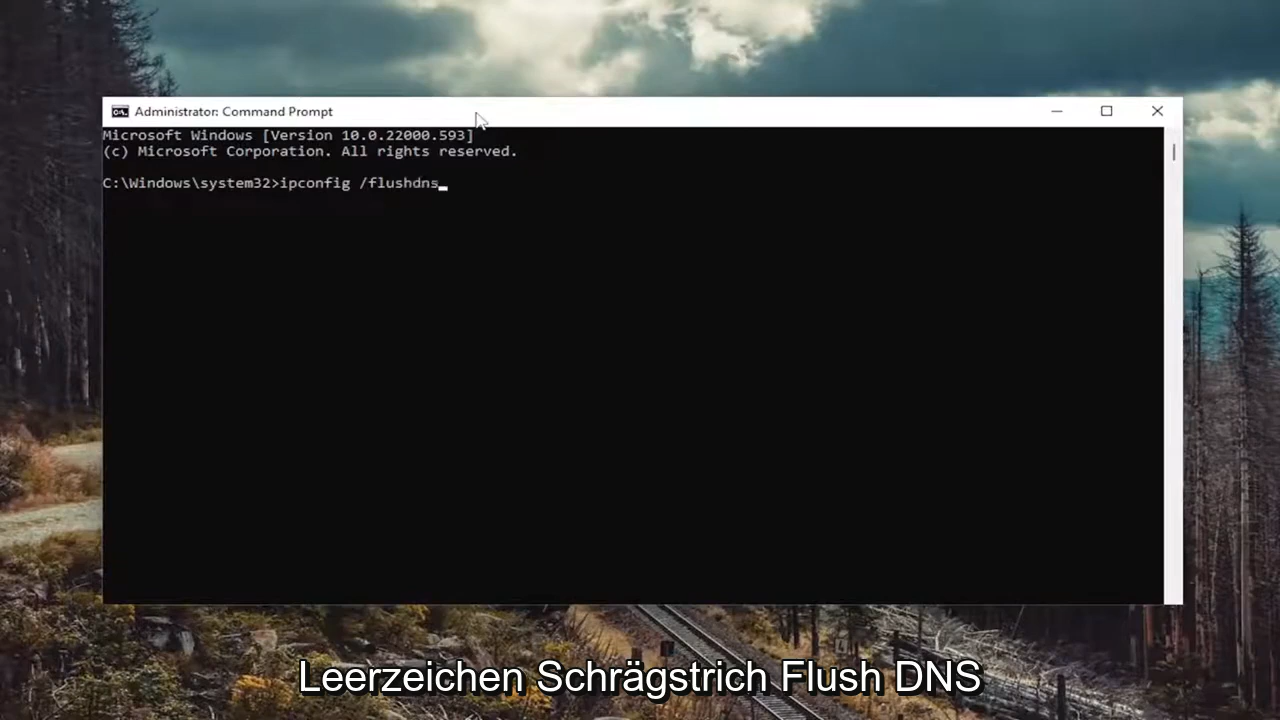 Administrator: Command Prompt
Microsoft Windows [Version 10.0.22000.593]
(c) Microsoft Corporation. All rights reserved.
C:\Windows\system32>ipconfig /flushdns
Leerzeichen Schrägstrich Flush DNS